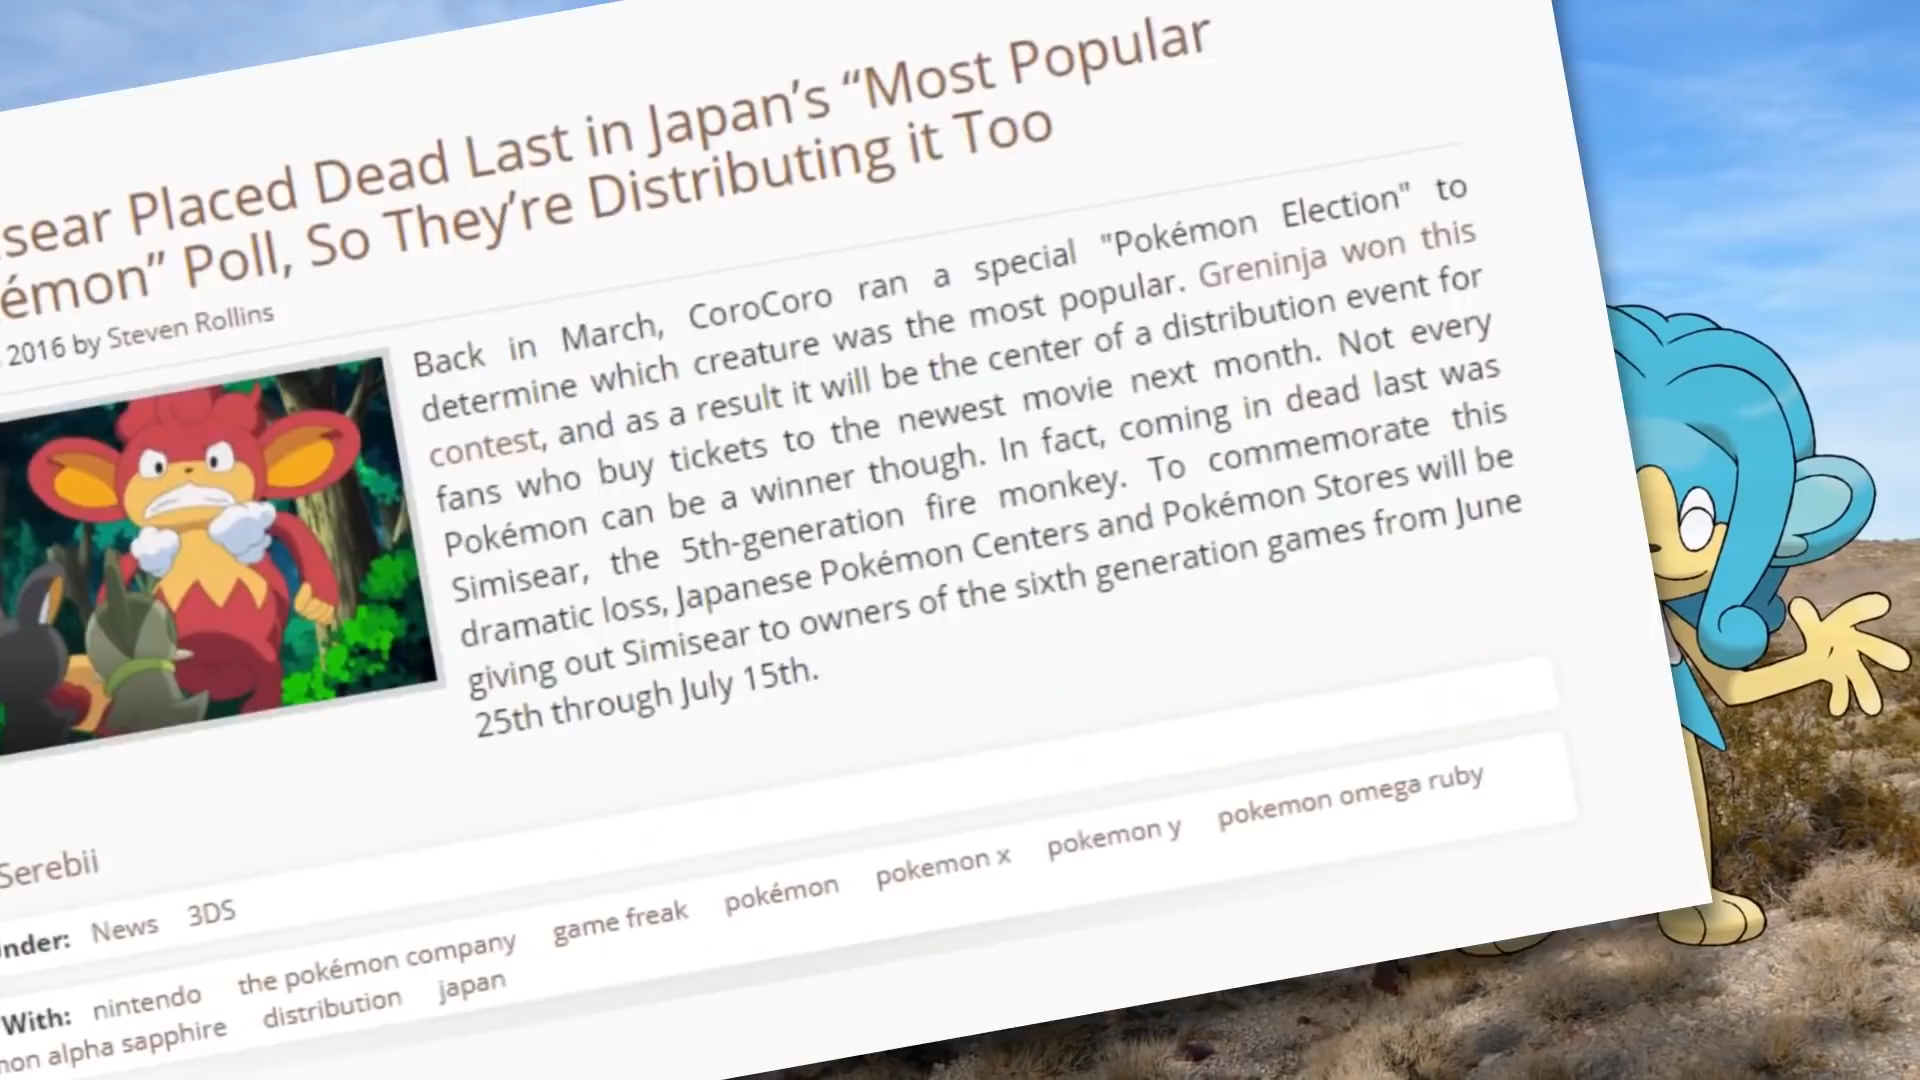 sear Placed Dead Last in Japan's “Most Popular
émon” Poll, So They're Distributing it Too
2016 by Steven Rollins
Back in March, CoroCoro ran a special "Pokémon Election" to
determine which creature was the most popular. Greninja won this
contest, and as a result it will be the center of a distribution event for
fans who buy tickets to the newest movie next month. Not every
Pokémon can be a winner though. In fact, coming in dead last was
Simisear, the 5th-generation fire monkey. To commemorate this
dramatic loss, Japanese Pokémon Centers and Pokémon Stores will be
giving out Simisear to owners of the sixth generation games from June
25th through July 15th.
Serebii
nder: News 3DS
With: nintendo the pokémon company game freak pokémon pokemon x pokemon y pokemon omega ruby
mon alpha sapphire distribution japan